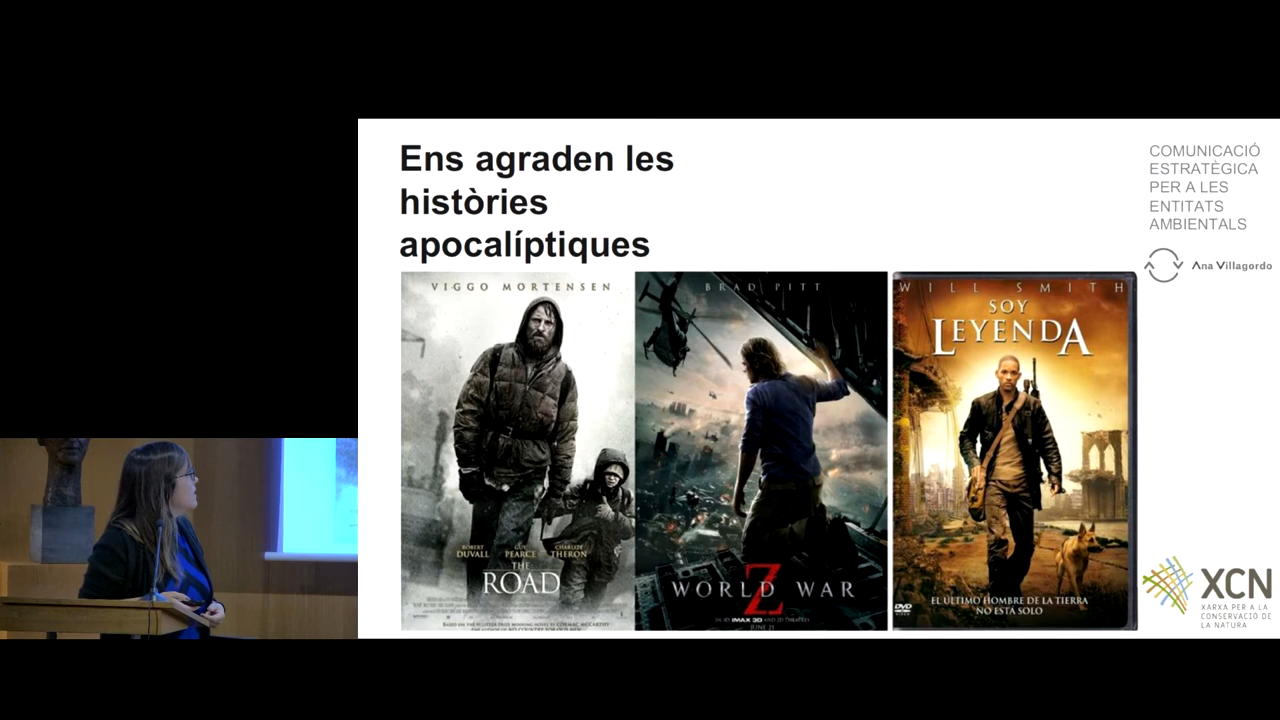 Ens agraden les
històries
apocalíptiques
COMUNICACIÓ
ESTRATÈGICA
PER A LES
ENTITATS
AMBIENTALS
Ana Villagordo
VIGGO MORTENSEN
ROBERT DUVALL GUY PEARCE CHARLIZE THERON
THE
ROAD
BRAD PITT
WORLD WAR
Z
JUNE 21
WILL SMITH
SOY
LEYENDA
EL ÚLTIMO HOMBRE DE LA TIERRA
NO ESTÁ SOLO
DVD
XCN
XARXA PER A LA
CONSERVACIÓ DE
LA NATURA